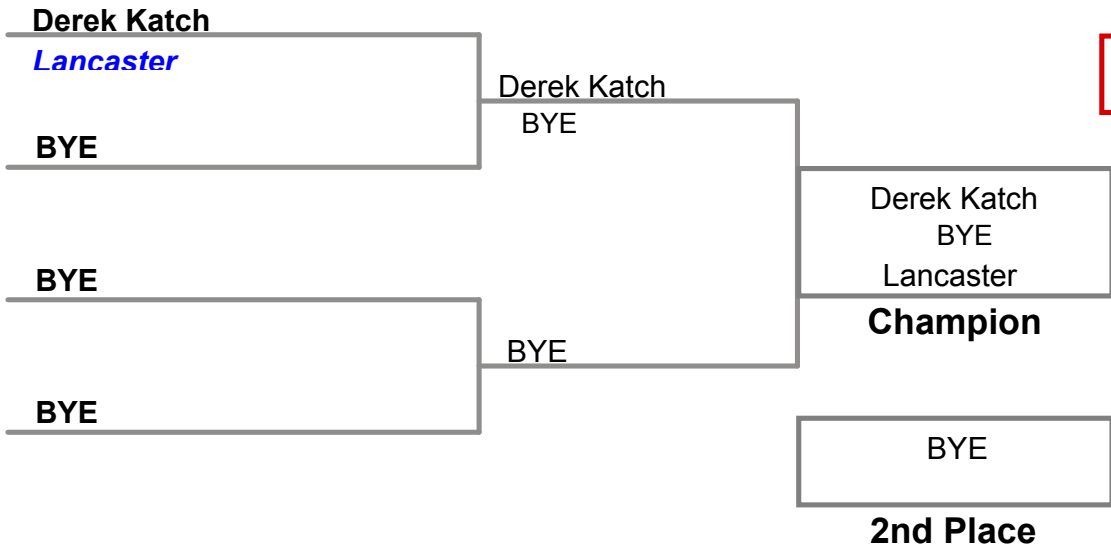 Derek Katch
Lancaster
Derek Katch
BYE
BYE
Derek Katch
BYE
Lancaster
BYE
Champion
BYE
BYE
BYE
2nd Place